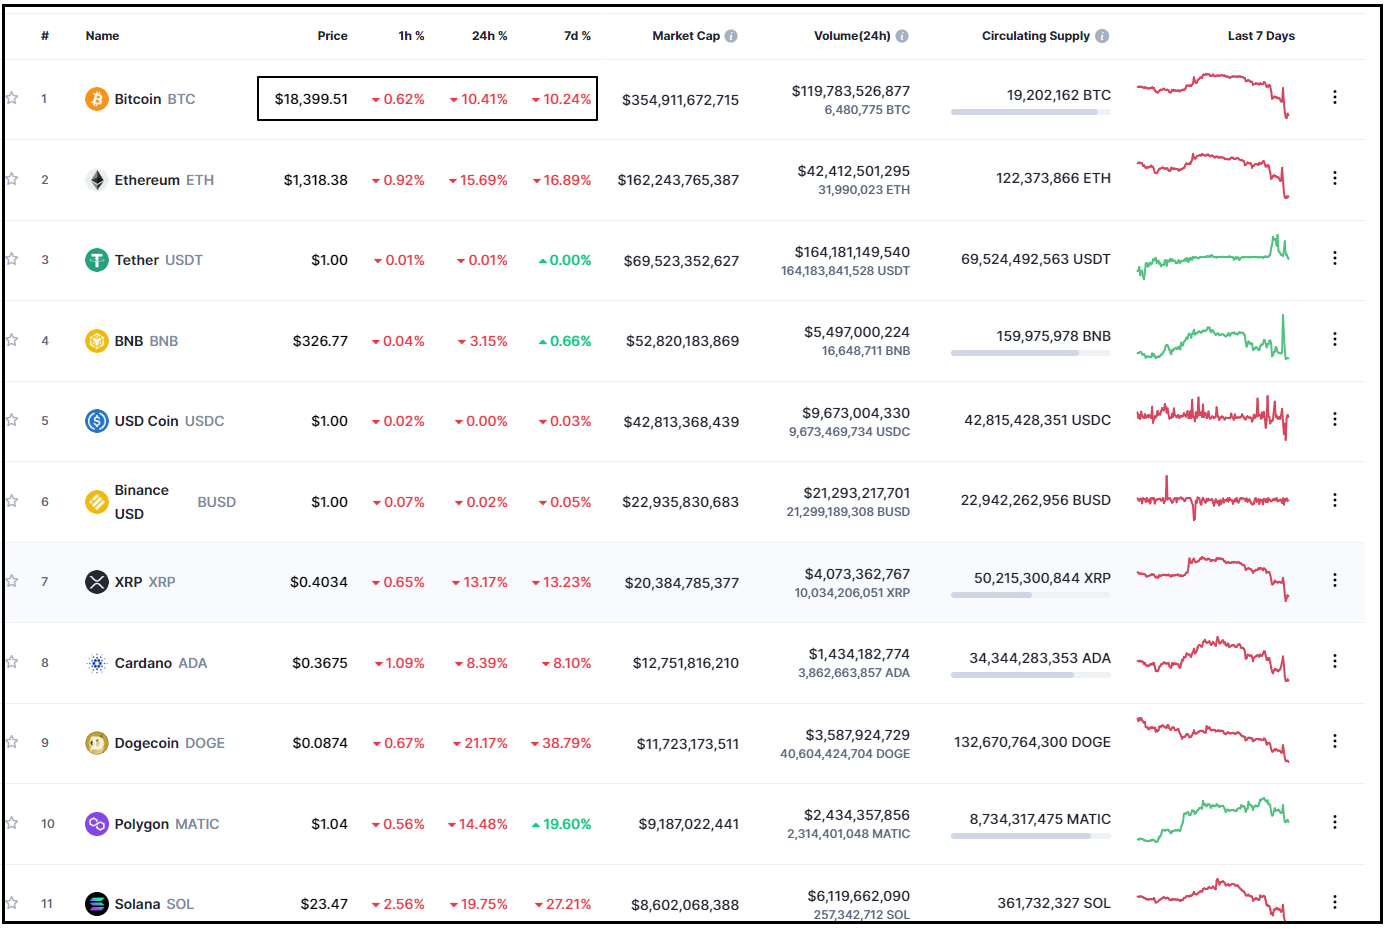 # Name Price 1h % 24h % 7d % Market Cap Volume(24h) Circulating Supply Last 7 Days
1 Bitcoin BTC $18,399.51 0.62% 10.41% 10.24% $354,911,672,715 $119,783,526,877 19,202,162 BTC
6,480,775 BTC
2 Ethereum ETH $1,318.38 0.92% 15.69% 16.89% $162,243,765,387 $42,412,501,295 122,373,866 ETH
31,990,023 ETH
3 Tether USDT $1.00 0.01% 0.01% 0.00% $69,523,352,627 $164,181,149,540 69,524,492,563 USDT
164,183,841,528 USDT
4 BNB BNB $326.77 0.04% 3.15% 0.66% $52,820,183,869 $5,497,000,224 159,975,978 BNB
16,648,711 BNB
5 USD Coin USDC $1.00 0.02% 0.00% 0.03% $42,813,368,439 $9,673,004,330 42,815,428,351 USDC
9,673,469,734 USDC
6 Binance USD BUSD $1.00 0.07% 0.02% 0.05% $22,935,830,683 $21,293,217,701 22,942,262,956 BUSD
21,299,189,308 BUSD
7 XRP XRP $0.4034 0.65% 13.17% 13.23% $20,384,785,377 $4,073,362,767 50,215,300,844 XRP
10,034,206,051 XRP
8 Cardano ADA $0.3675 1.09% 8.39% 8.10% $12,751,816,210 $1,434,182,774 34,344,283,353 ADA
3,862,663,857 ADA
9 Dogecoin DOGE $0.0874 0.67% 21.17% 38.79% $11,723,173,511 $3,587,924,729 132,670,764,300 DOGE
40,604,424,704 DOGE
10 Polygon MATIC $1.04 0.56% 14.48% 19.60% $9,187,022,441 $2,434,357,856 8,734,317,475 MATIC
2,314,401,048 MATIC
11 Solana SOL $23.47 2.56% 19.75% 27.21% $8,602,068,388 $6,119,662,090 361,732,327 SOL
257,342,712 SOL